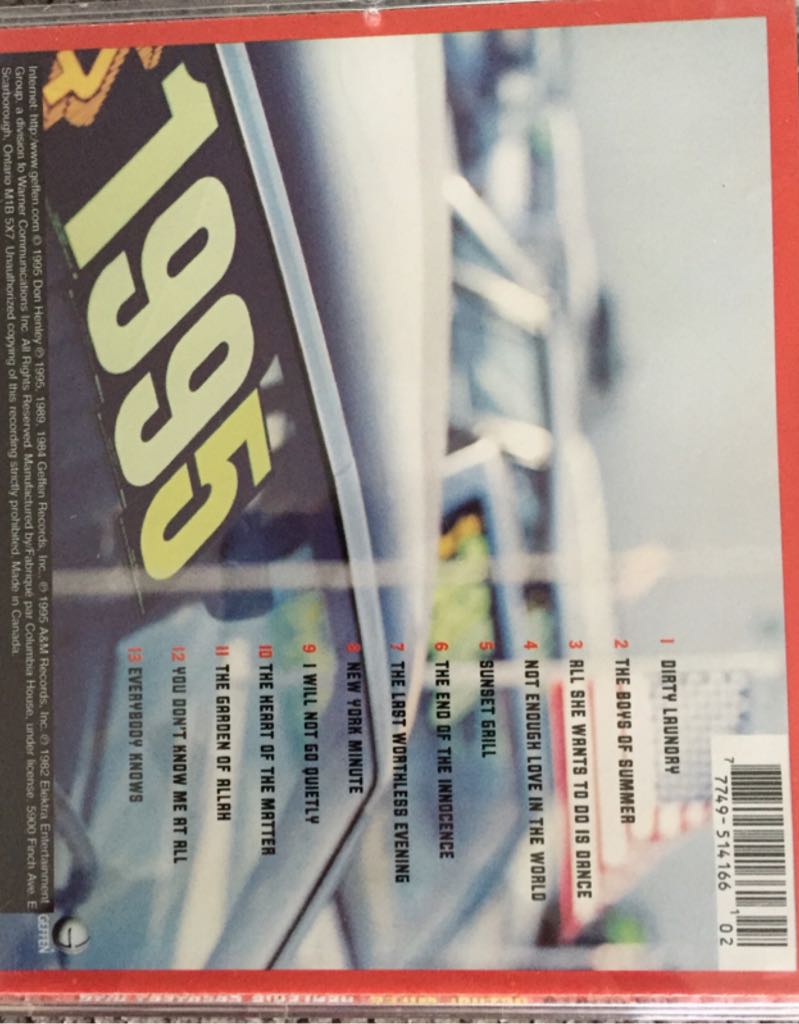 1 DIRTY LAUNDRY
2 THE BOYS OF SUMMER
3 ALL SHE WANTS TO DO IS DANCE
4 NOT ENOUGH LOVE IN THE WORLD
5 SUNSET GRILL
6 THE END OF THE INNOCENCE
7 THE LAST WORTHLESS EVENING
8 NEW YORK MINUTE
9 I WILL NOT GO QUIETLY
10 THE HEART OF THE MATTER
11 THE GARDEN OF ALLAH
12 YOU DON'T KNOW ME AT ALL
13 EVERYBODY KNOWS
7 7749-514166 1 02
1995
Internet: http:/www.geffen.com © 1995 Don Henley ℗ 1995, 1989, 1984 Geffen Records, Inc., ℗ 1995 A&M Records, Inc. ℗ 1982 Elektra Entertainment
Group, a division fo Warner Communications Inc. All Rights Reserved. Manufactured by/Fabriqué par Columbia House, under license. 5900 Finch Ave. E.
Scarborough, Ontario M1B 5X7. Unauthorized copying of this recording strictly prohibited. Made in Canada.
GEFFEN